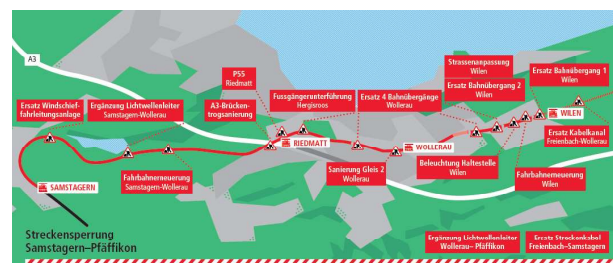 A3
PSS
Riedmatt
Strassenanpassung
Wilen
Ersatz Bahnübergang 1
Wilen
Ersatz Windschief-
fahrleitungsanlage
Ergänzung Lichtwellenleiter
Samstagern-Wollerau
A3-Brücken-
trogsanierung
Fussgängerunterführung
Hergisroos
Ersatz 4 Bahnübergänge
Wollerau
Ersatz Bahnübergang 2
Wilen
WILEN
Ersatz Kabelkanal
Freienbach-Wollerau
RIEDMATT
WOLLERAU
SAMSTAGERN
Fahrbahnerneuerung
Samstagern-Wollerau
Sanierung Gleis 2
Wollerau
Beleuchtung Haltestelle
Wilen
Fahrbahnerneuerung
Wilen
Streckensperrung
Samstagern–Pfäffikon
Ergänzung Lichtwellenleiter
Wollerau– Pfäffikon
Ersatz Streckenkabel
Freienbach–Samstagern